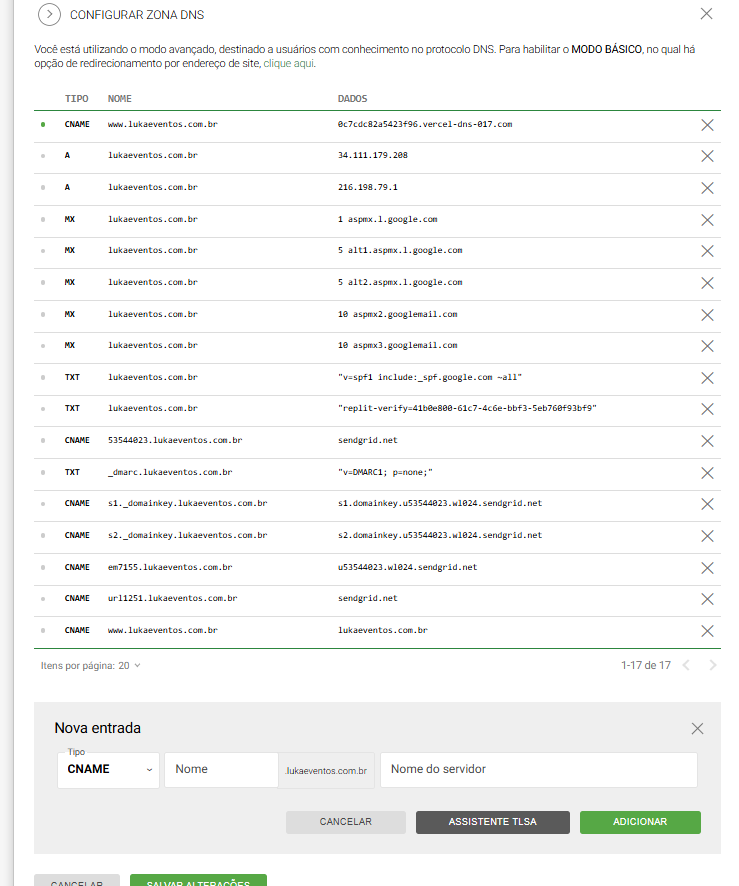 CONFIGURAR ZONA DNS
Você está utilizando o modo avançado, destinado a usuários com conhecimento no protocolo DNS. Para habilitar o MODO BÁSICO, no qual há
opção de redirecionamento por endereço de site, clique aqui.
TIPO NOME DADOS
CNAME www.lukaeventos.com.br 0c7cdc82a5423f96.vercel-dns-017.com
A lukaeventos.com.br 34.111.179.208
A lukaeventos.com.br 216.198.79.1
MX lukaeventos.com.br 1 aspmx.l.google.com
MX lukaeventos.com.br 5 alt1.aspmx.l.google.com
MX lukaeventos.com.br 5 alt2.aspmx.l.google.com
MX lukaeventos.com.br 10 aspmx2.googlemail.com
MX lukaeventos.com.br 10 aspmx3.googlemail.com
TXT lukaeventos.com.br "v=spf1 include:_spf.google.com ~all"
TXT lukaeventos.com.br "replit-verify=41b0e800-61c7-4c6e-bbf3-5eb760f93bf9"
CNAME 53544023.lukaeventos.com.br sendgrid.net
TXT _dmarc.lukaeventos.com.br "v=DMARC1; p=none;"
CNAME s1._domainkey.lukaeventos.com.br s1.domainkey.u53544023.wl024.sendgrid.net
CNAME s2._domainkey.lukaeventos.com.br s2.domainkey.u53544023.wl024.sendgrid.net
CNAME em7155.lukaeventos.com.br u53544023.wl024.sendgrid.net
CNAME url1251.lukaeventos.com.br sendgrid.net
CNAME www.lukaeventos.com.br lukaeventos.com.br
Itens por página: 20 1-17 de 17
Nova entrada
Tipo
CNAME Nome .lukaeventos.com.br Nome do servidor
CANCELAR ASSISTENTE TLSA ADICIONAR
CANCELAR SALVAR ALTERAÇÕES